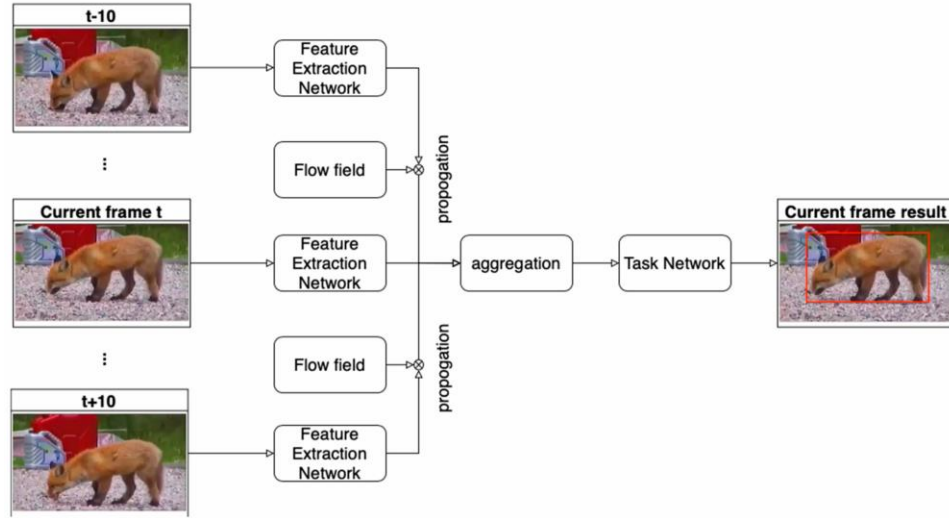 t-10
Feature
Extraction
Network
Flow field
propogation
Current frame t
Feature
Extraction
Network
aggregation
Task Network
Current frame result
Flow field
propogation
t+10
Feature
Extraction
Network